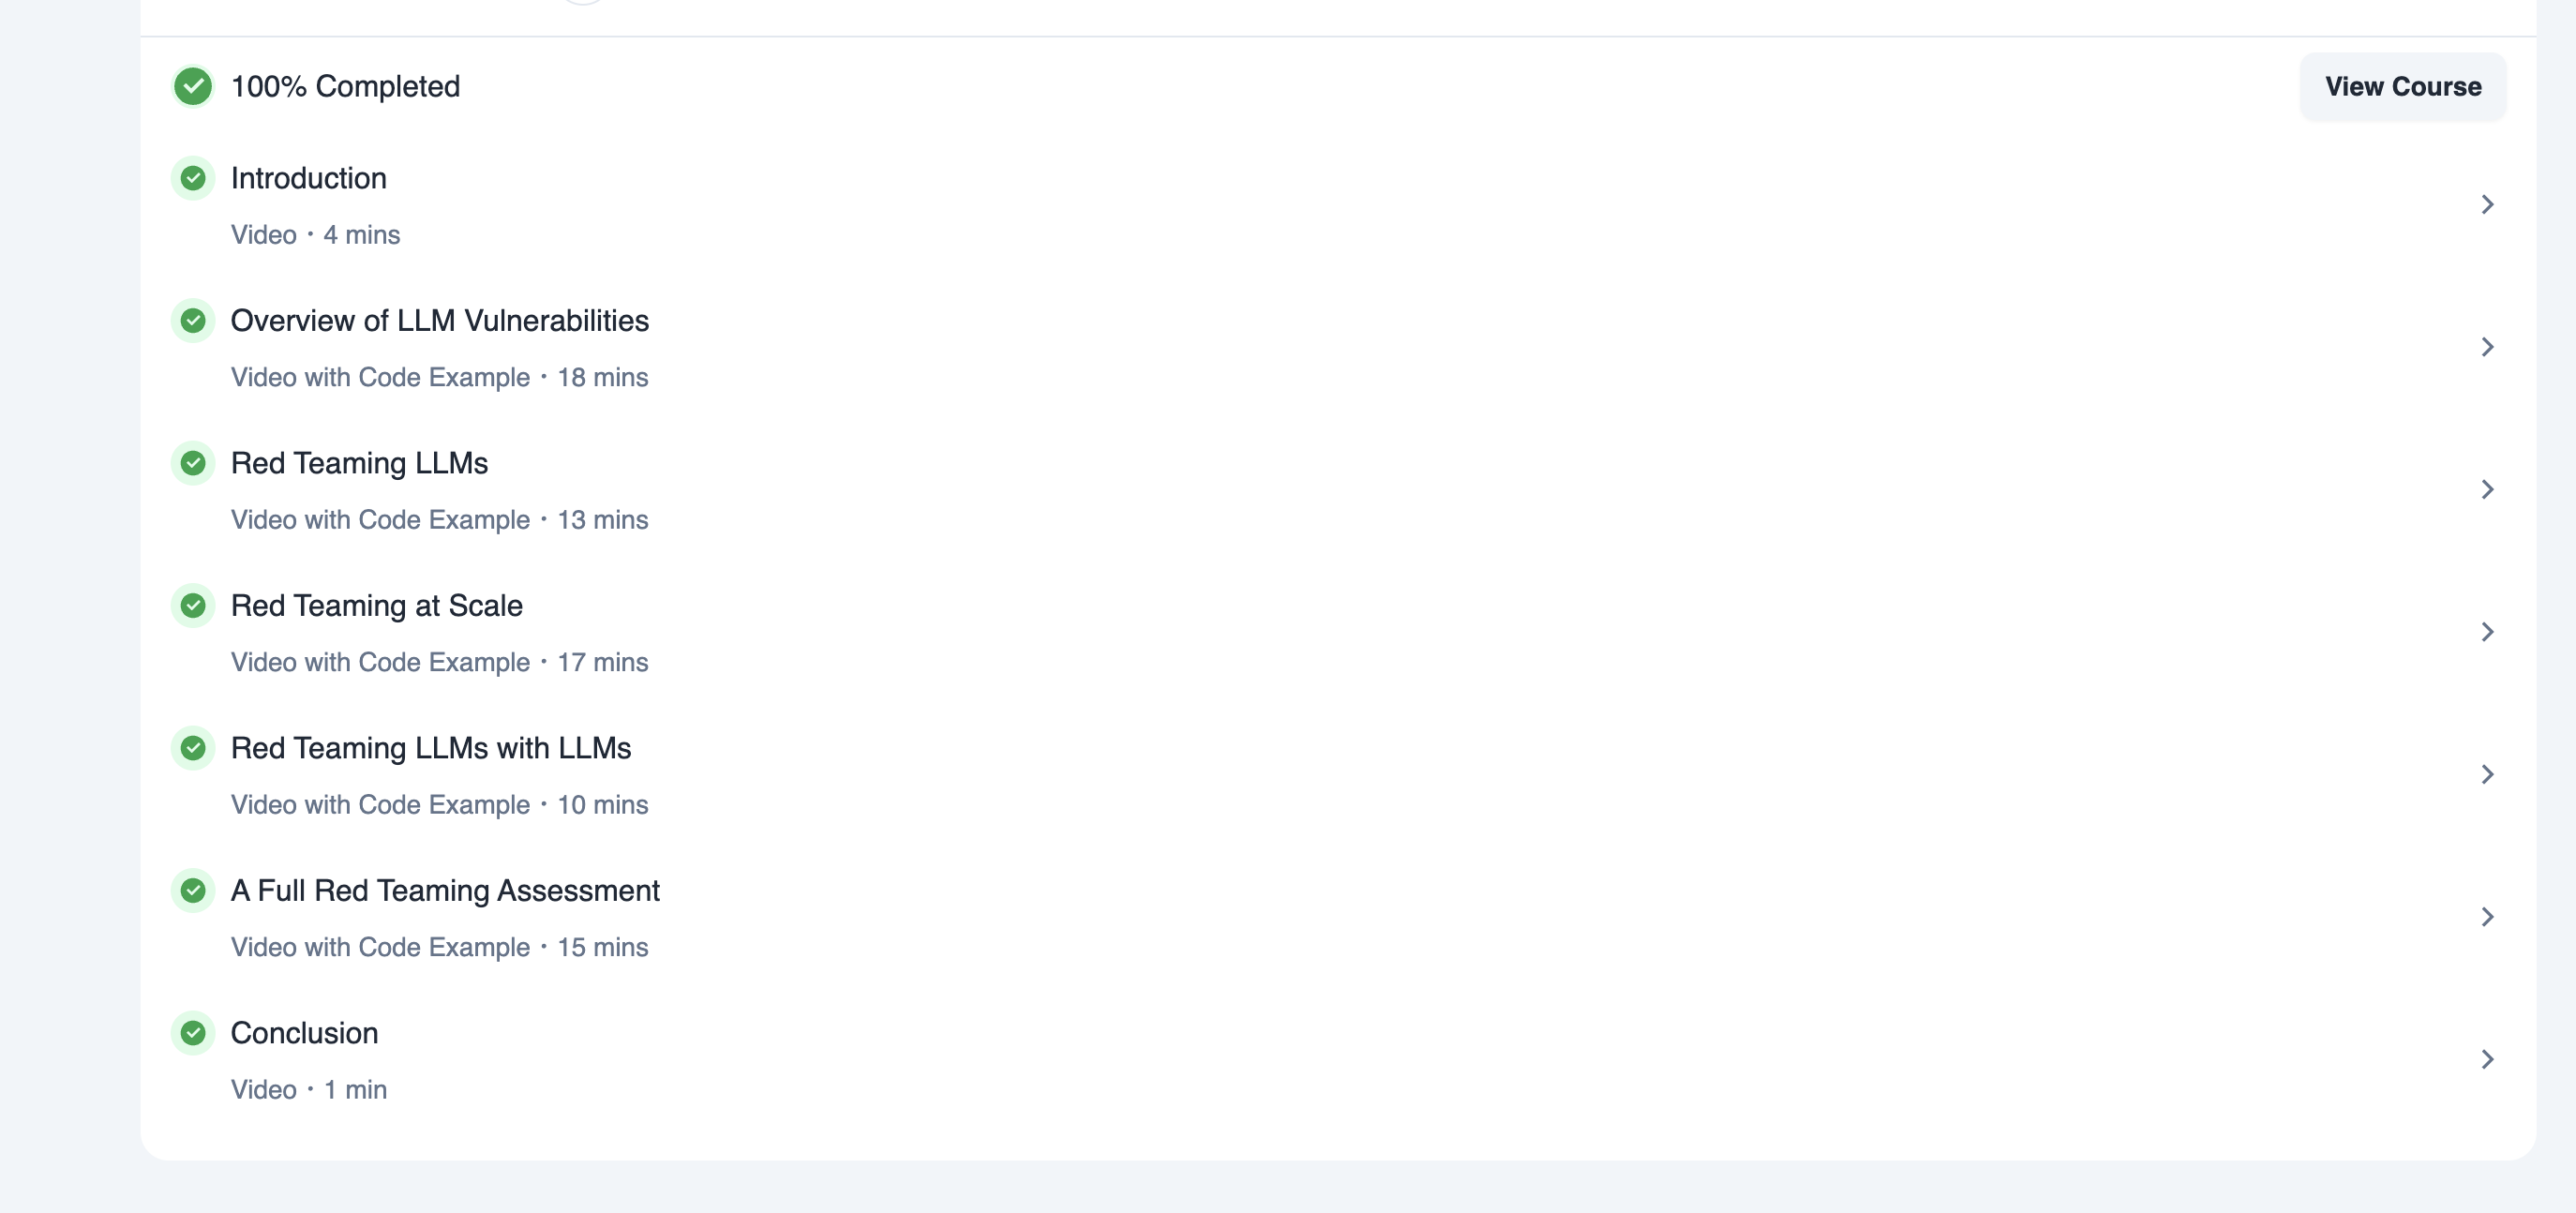 100% Completed
View Course
Introduction
Video • 4 mins
Overview of LLM Vulnerabilities
Video with Code Example • 18 mins
Red Teaming LLMs
Video with Code Example • 13 mins
Red Teaming at Scale
Video with Code Example • 17 mins
Red Teaming LLMs with LLMs
Video with Code Example • 10 mins
A Full Red Teaming Assessment
Video with Code Example • 15 mins
Conclusion
Video • 1 min